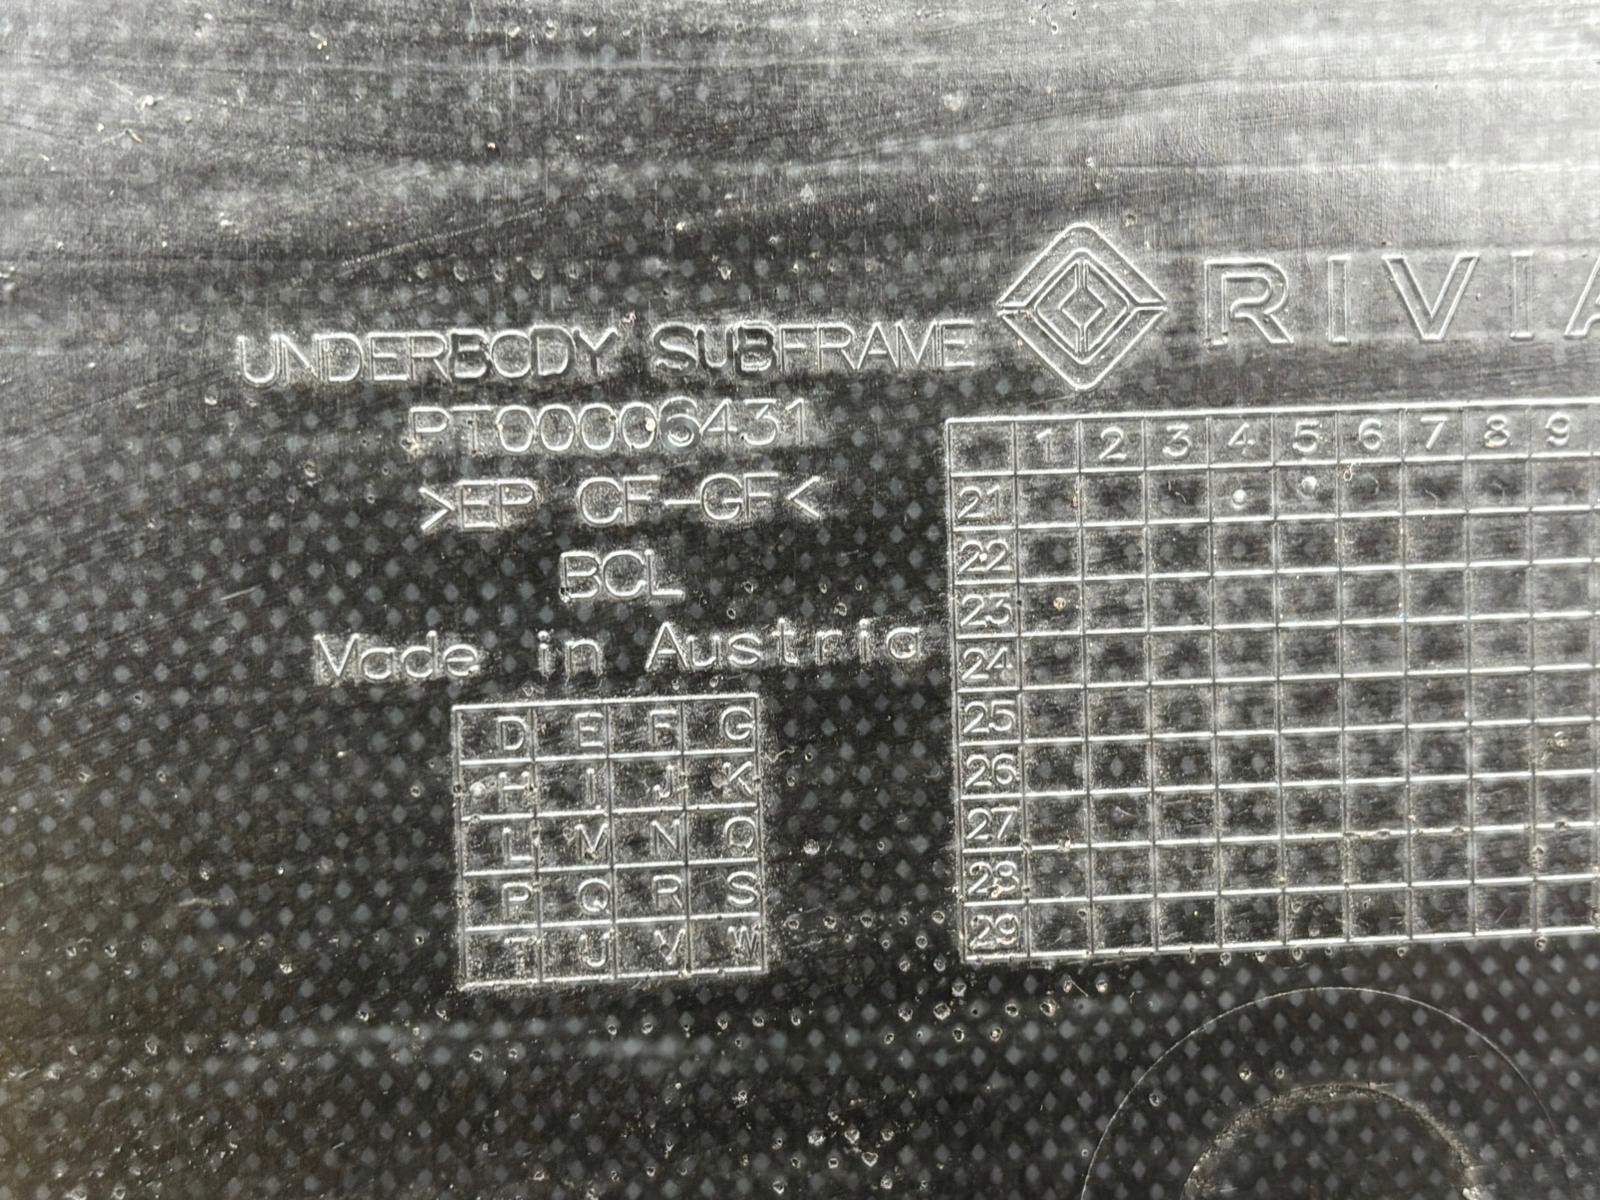 RIVIA
UNDERBODY SUBFRAME
PT00006431
>EP CF-GF<
BCL
Made in Austria
1 2 3 4 5 6 7 8 9
21
22
23
24
25
26
27
28
29
D E F G
H I J K
L M N O
P Q R S
T U V W